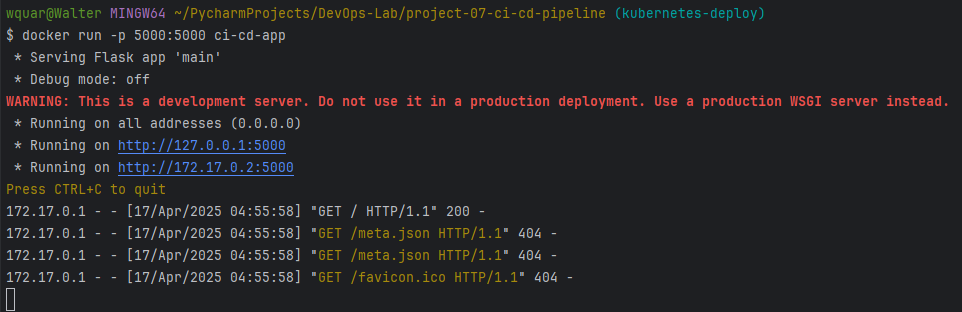 wquar@Walter MINGW64 ~/PycharmProjects/DevOps-Lab/project-07-ci-cd-pipeline (kubernetes-deploy)
$ docker run -p 5000:5000 ci-cd-app
 * Serving Flask app 'main'
 * Debug mode: off
WARNING: This is a development server. Do not use it in a production deployment. Use a production WSGI server instead.
 * Running on all addresses (0.0.0.0)
 * Running on http://127.0.0.1:5000
 * Running on http://172.17.0.2:5000
Press CTRL+C to quit
172.17.0.1 - - [17/Apr/2025 04:55:58] "GET / HTTP/1.1" 200 -
172.17.0.1 - - [17/Apr/2025 04:55:58] "GET /meta.json HTTP/1.1" 404 -
172.17.0.1 - - [17/Apr/2025 04:55:58] "GET /meta.json HTTP/1.1" 404 -
172.17.0.1 - - [17/Apr/2025 04:55:58] "GET /favicon.ico HTTP/1.1" 404 -